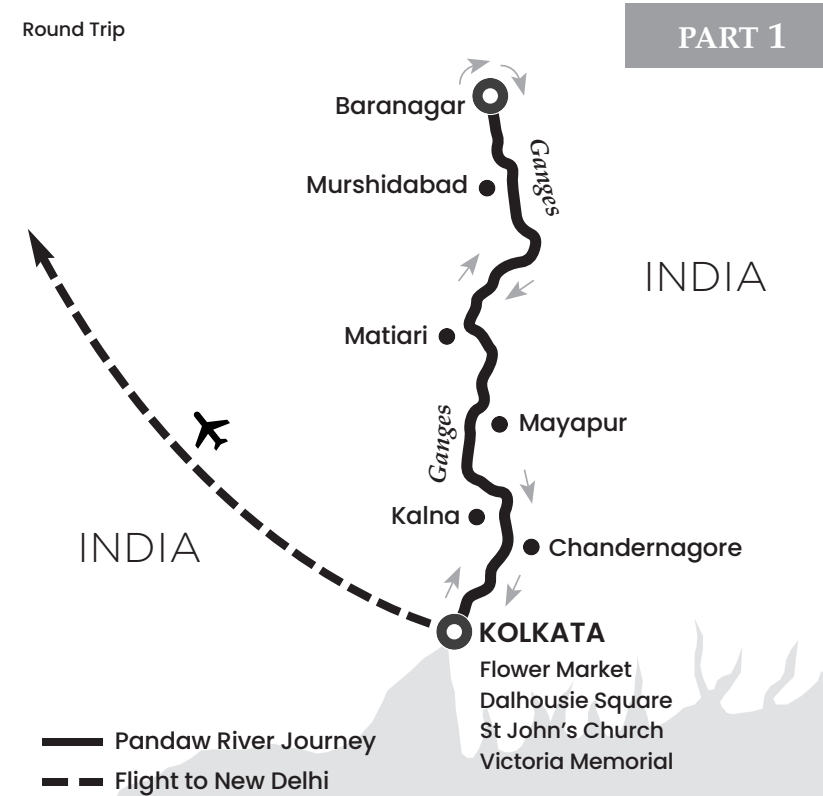 Round Trip
PART 1
Baranagar
Ganges
Murshidabad
INDIA
Matiari
Ganges
Mayapur
Kalna
INDIA
Chandernagore
KOLKATA
Flower Market
Dalhousie Square
St John's Church
Victoria Memorial
Pandaw River Journey
Flight to New Delhi